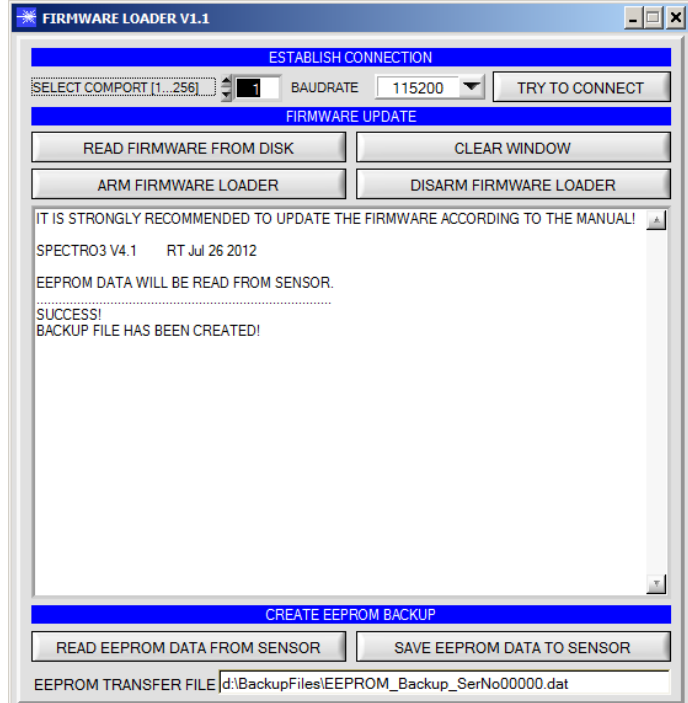 FIRMWARE LOADER V1.1
ESTABLISH CONNECTION
SELECT COMPORT [1...256] 1 BAUDRATE 115200 TRY TO CONNECT
FIRMWARE UPDATE
READ FIRMWARE FROM DISK CLEAR WINDOW
ARM FIRMWARE LOADER DISARM FIRMWARE LOADER
IT IS STRONGLY RECOMMENDED TO UPDATE THE FIRMWARE ACCORDING TO THE MANUAL!
SPECTRO3 V4.1 RT Jul 26 2012
EEPROM DATA WILL BE READ FROM SENSOR.
..........................................................................................
SUCCESS!
BACKUP FILE HAS BEEN CREATED!
CREATE EEPROM BACKUP
READ EEPROM DATA FROM SENSOR SAVE EEPROM DATA TO SENSOR
EEPROM TRANSFER FILE d:\BackupFiles\EEPROM_Backup_SerNo00000.dat